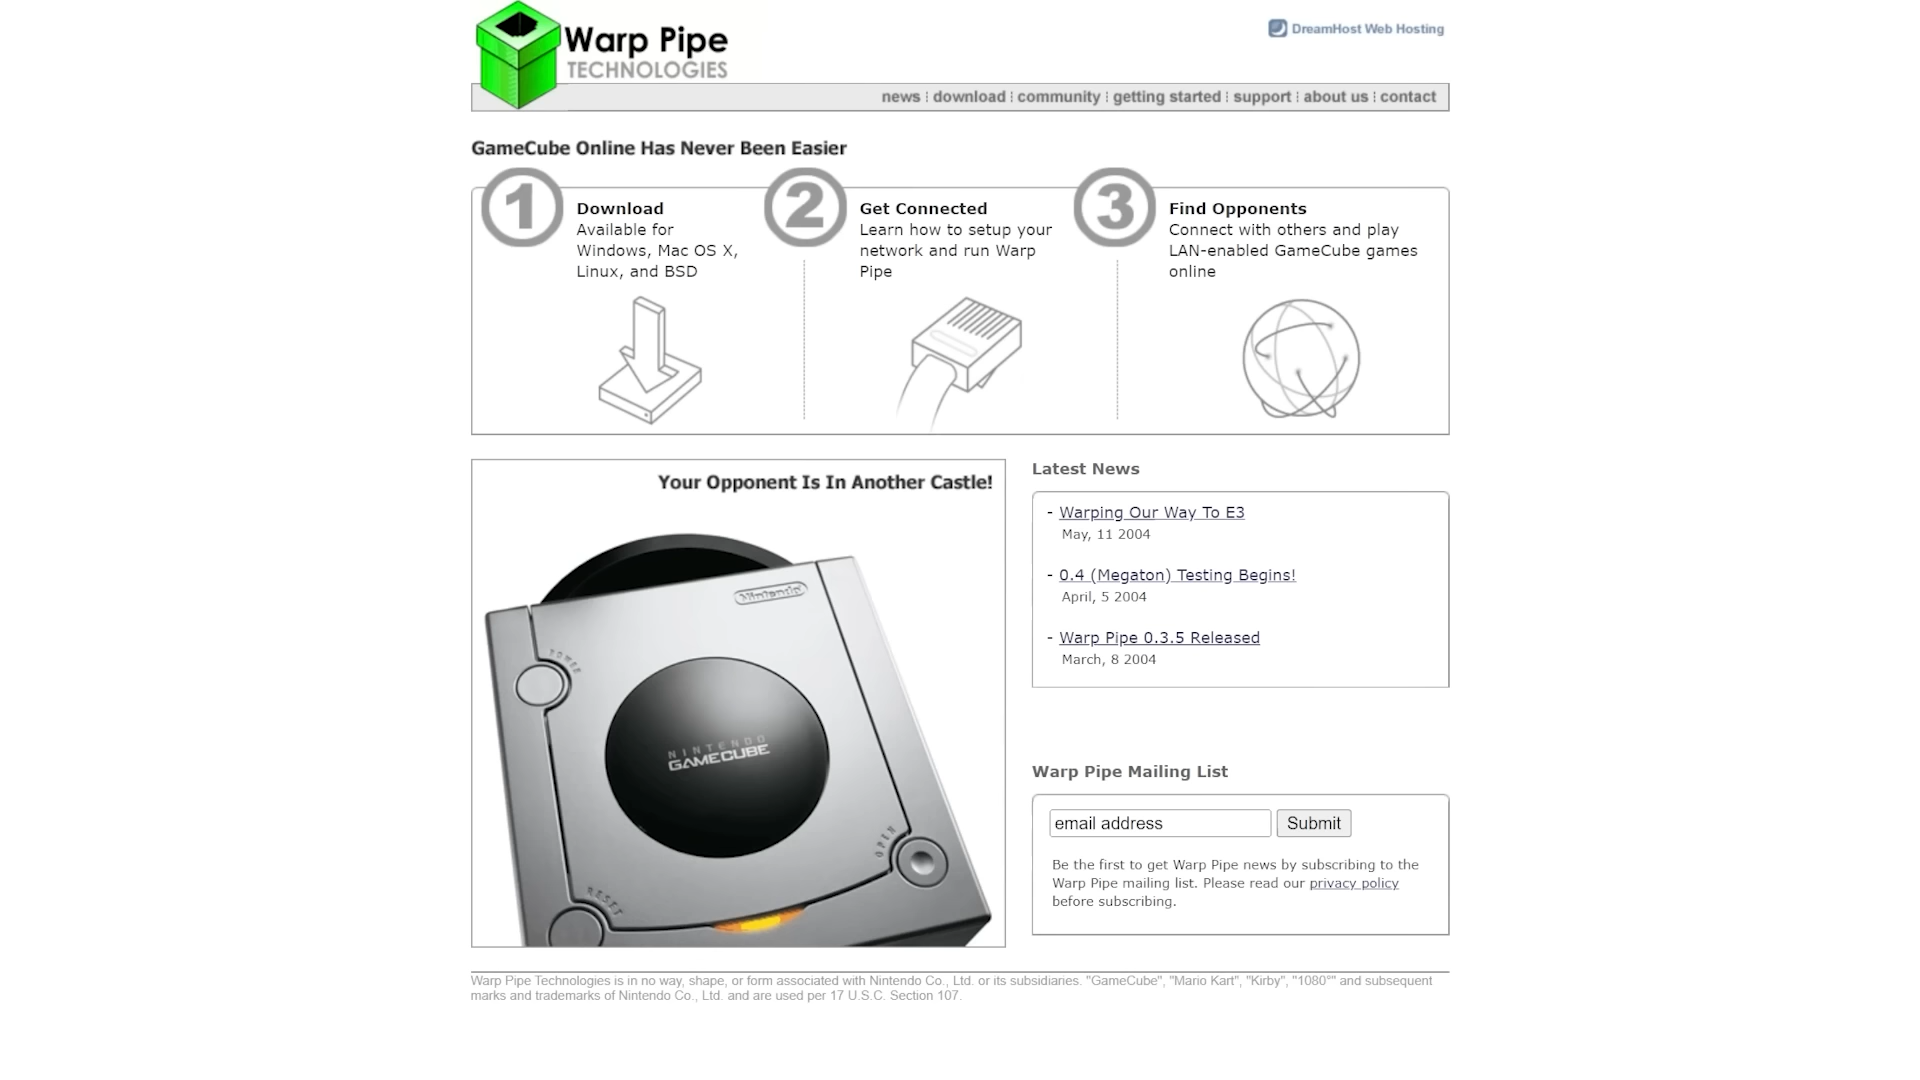 Warp Pipe
TECHNOLOGIES
DreamHost Web Hosting
news download community getting started support about us contact
GameCube Online Has Never Been Easier
1
Download
Available for
Windows, Mac OS X,
Linux, and BSD
2
Get Connected
Learn how to setup your
network and run Warp
Pipe
3
Find Opponents
Connect with others and play
LAN-enabled GameCube games
online
Your Opponent Is In Another Castle!
Nintendo
POWER
NINTENDO
GAMECUBE
OPEN
RESET
Latest News
- Warping Our Way To E3
May, 11 2004
- 0.4 (Megaton) Testing Begins!
April, 5 2004
- Warp Pipe 0.3.5 Released
March, 8 2004
Warp Pipe Mailing List
email address Submit
Be the first to get Warp Pipe news by subscribing to the
Warp Pipe mailing list. Please read our privacy policy
before subscribing.
Warp Pipe Technologies is in no way, shape, or form associated with Nintendo Co., Ltd. or its subsidiaries. "GameCube", "Mario Kart", "Kirby", "1080°" and subsequent
marks and trademarks of Nintendo Co., Ltd. and are used per 17 U.S.C. Section 107.